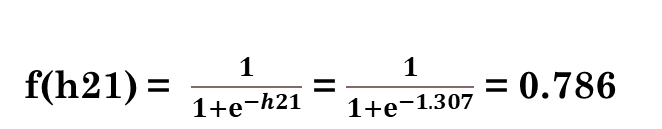 f(h21) = 1/(1+e^−h21) = 1/(1+e^−1.307) = 0.786